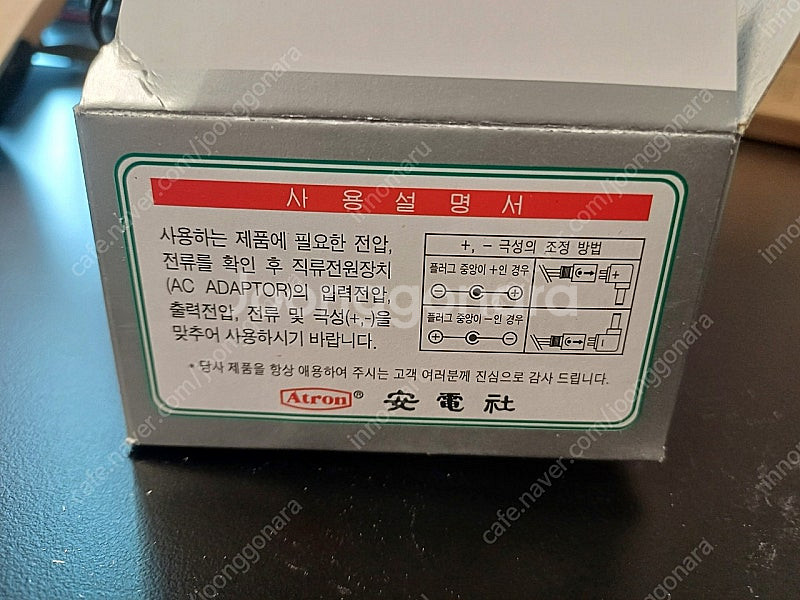 사 용 설 명 서
사용하는 제품에 필요한 전압,
전류를 확인 후 직류전원장치
(AC ADAPTOR)의 입력전압,
출력전압, 전류 및 극성(+,-)을
맞추어 사용하시기 바랍니다.
+, - 극성의 조정 방법
플러그 중앙이 +인 경우
플러그 중앙이 -인 경우
* 당사 제품을 항상 애용하여 주시는 고객 여러분께 진심으로 감사 드립니다.
Atron® 安電社
joonggonara
cafe.naver.com/joonggonara
innomaru